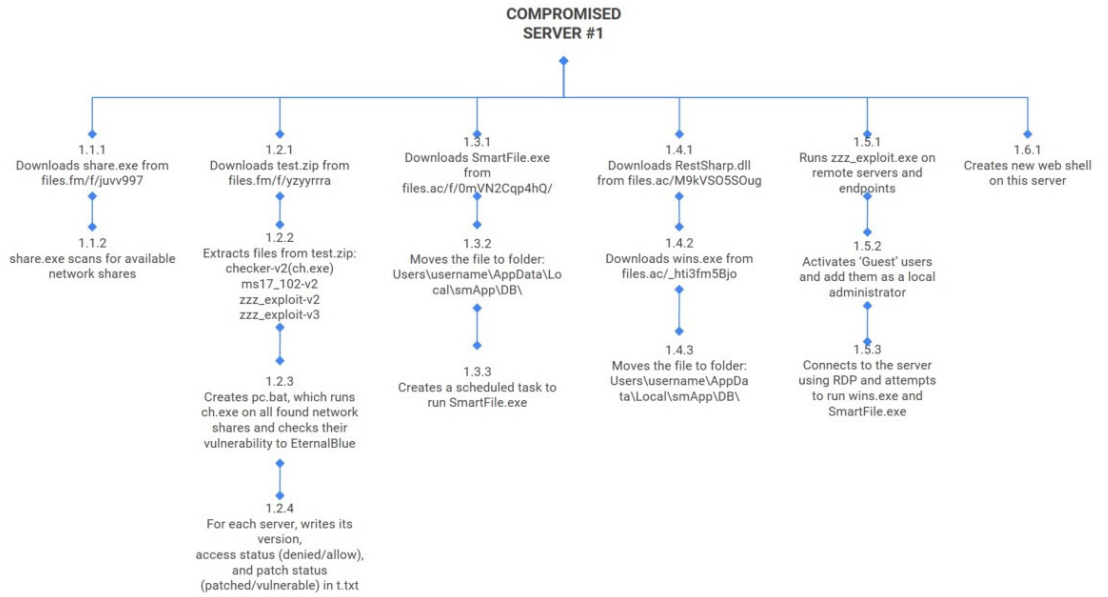 COMPROMISED
SERVER #1
1.1.1
Downloads share.exe from
files.fm/f/juvv997
1.1.2
share.exe scans for available
network shares
1.2.1
Downloads test.zip from
files.fm/f/yzyyrrra
1.2.2
Extracts files from test.zip:
checker-v2(ch.exe)
ms17_102-v2
zzz_exploit-v2
zzz_exploit-v3
1.2.3
Creates pc.bat, which runs
ch.exe on all found network
shares and checks their
vulnerability to EternalBlue
1.2.4
For each server, writes its
version,
access status (denied/allow),
and patch status
(patched/vulnerable) in t.txt
1.3.1
Downloads SmartFile.exe
from
files.ac/f/0mVN2Cqp4hQ/
1.3.2
Moves the file to folder:
Users\username\AppData\Lo
cal\smApp\DB\
1.3.3
Creates a scheduled task to
run SmartFile.exe
1.4.1
Downloads RestSharp.dll
from files.ac/M9kVSO5SOug
1.4.2
Downloads wins.exe from
files.ac/_hti3fm5Bjo
1.4.3
Moves the file to folder:
Users\username\AppDa
ta\Local\smApp\DB\
1.5.1
Runs zzz_exploit.exe on
remote servers and
endpoints
1.5.2
Activates ‘Guest’ users
and add them as a local
administrator
1.5.3
Connects to the server
using RDP and attempts
to run wins.exe and
SmartFile.exe
1.6.1
Creates new web shell
on this server